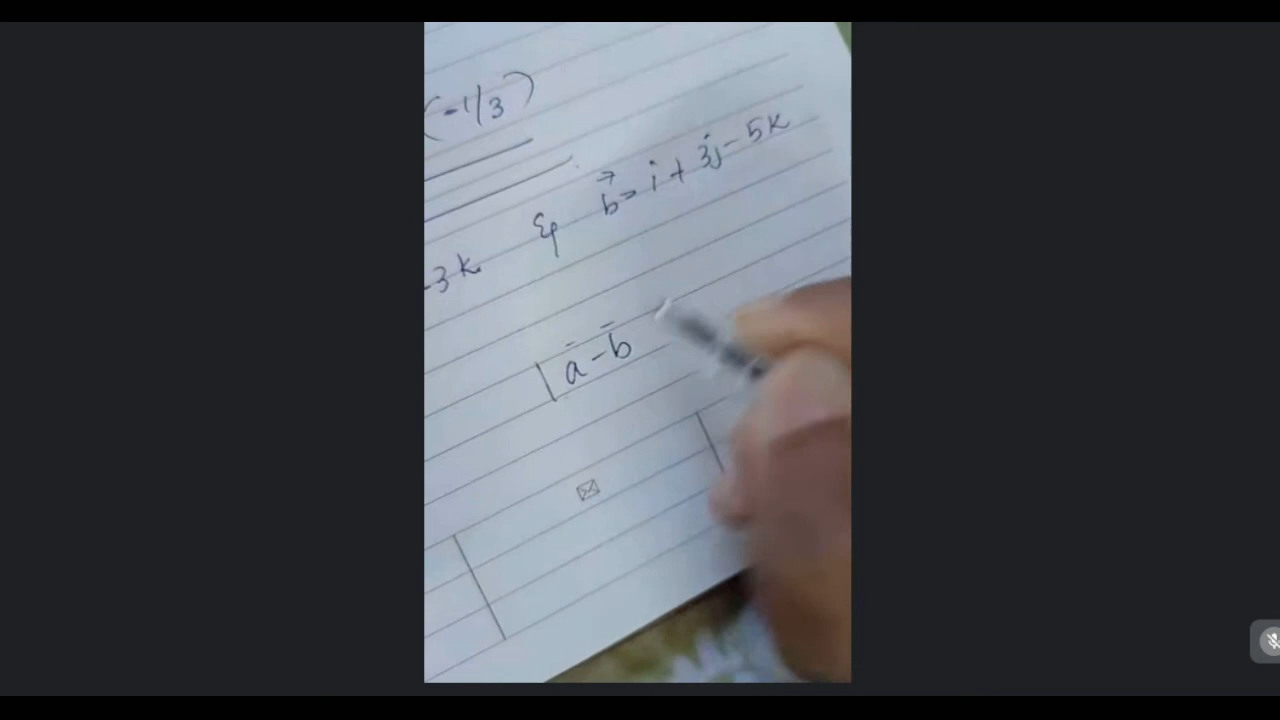 (-1/3)
-3k & b⃗ = i + 3j - 5k
|a̅ - b̅